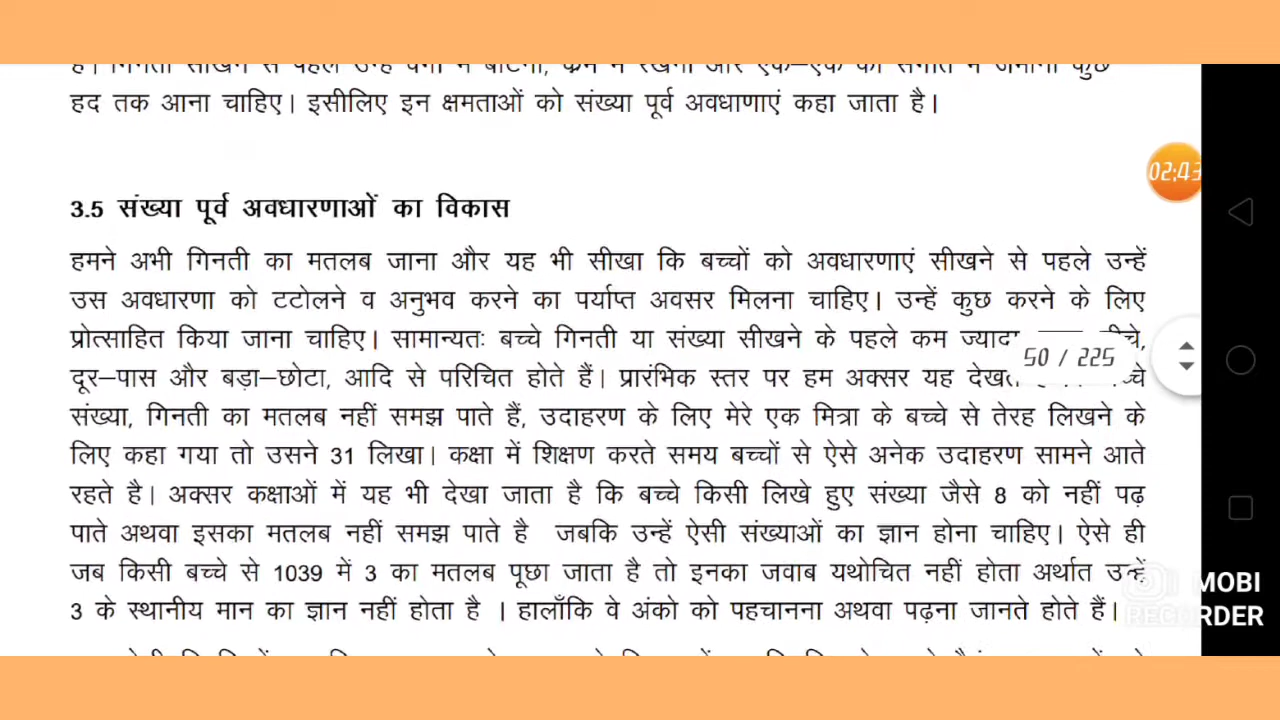 हद तक आना चाहिए। इसीलिए इन क्षमताओं को संख्या पूर्व अवधाणाएं कहा जाता है।
02:43
3.5 संख्या पूर्व अवधारणाओं का विकास
हमने अभी गिनती का मतलब जाना और यह भी सीखा कि बच्चों को अवधारणाएं सीखने से पहले उन्हें
उस अवधारणा को टटोलने व अनुभव करने का पर्याप्त अवसर मिलना चाहिए। उन्हें कुछ करने के लिए
प्रोत्साहित किया जाना चाहिए। सामान्यतः बच्चे गिनती या संख्या सीखने के पहले कम ज्यादा
50 / 225
दूर–पास और बड़ा–छोटा, आदि से परिचित होते हैं। प्रारंभिक स्तर पर हम अक्सर यह
संख्या, गिनती का मतलब नहीं समझ पाते हैं, उदाहरण के लिए मेरे एक मित्रा के बच्चे से तेरह लिखने के
लिए कहा गया तो उसने 31 लिखा। कक्षा में शिक्षण करते समय बच्चों से ऐसे अनेक उदाहरण सामने आते
रहते है। अक्सर कक्षाओं में यह भी देखा जाता है कि बच्चे किसी लिखे हुए संख्या जैसे 8 को नहीं पढ़
पाते अथवा इसका मतलब नहीं समझ पाते है जबकि उन्हें ऐसी संख्याओं का ज्ञान होना चाहिए। ऐसे ही
जब किसी बच्चे से 1039 में 3 का मतलब पूछा जाता है तो इनका जवाब यथोचित नहीं होता अर्थात उन्हें
3 के स्थानीय मान का ज्ञान नहीं होता है । हालाँकि वे अंको को पहचानना अथवा पढ़ना जानते होते हैं।
MOBI
RECORDER